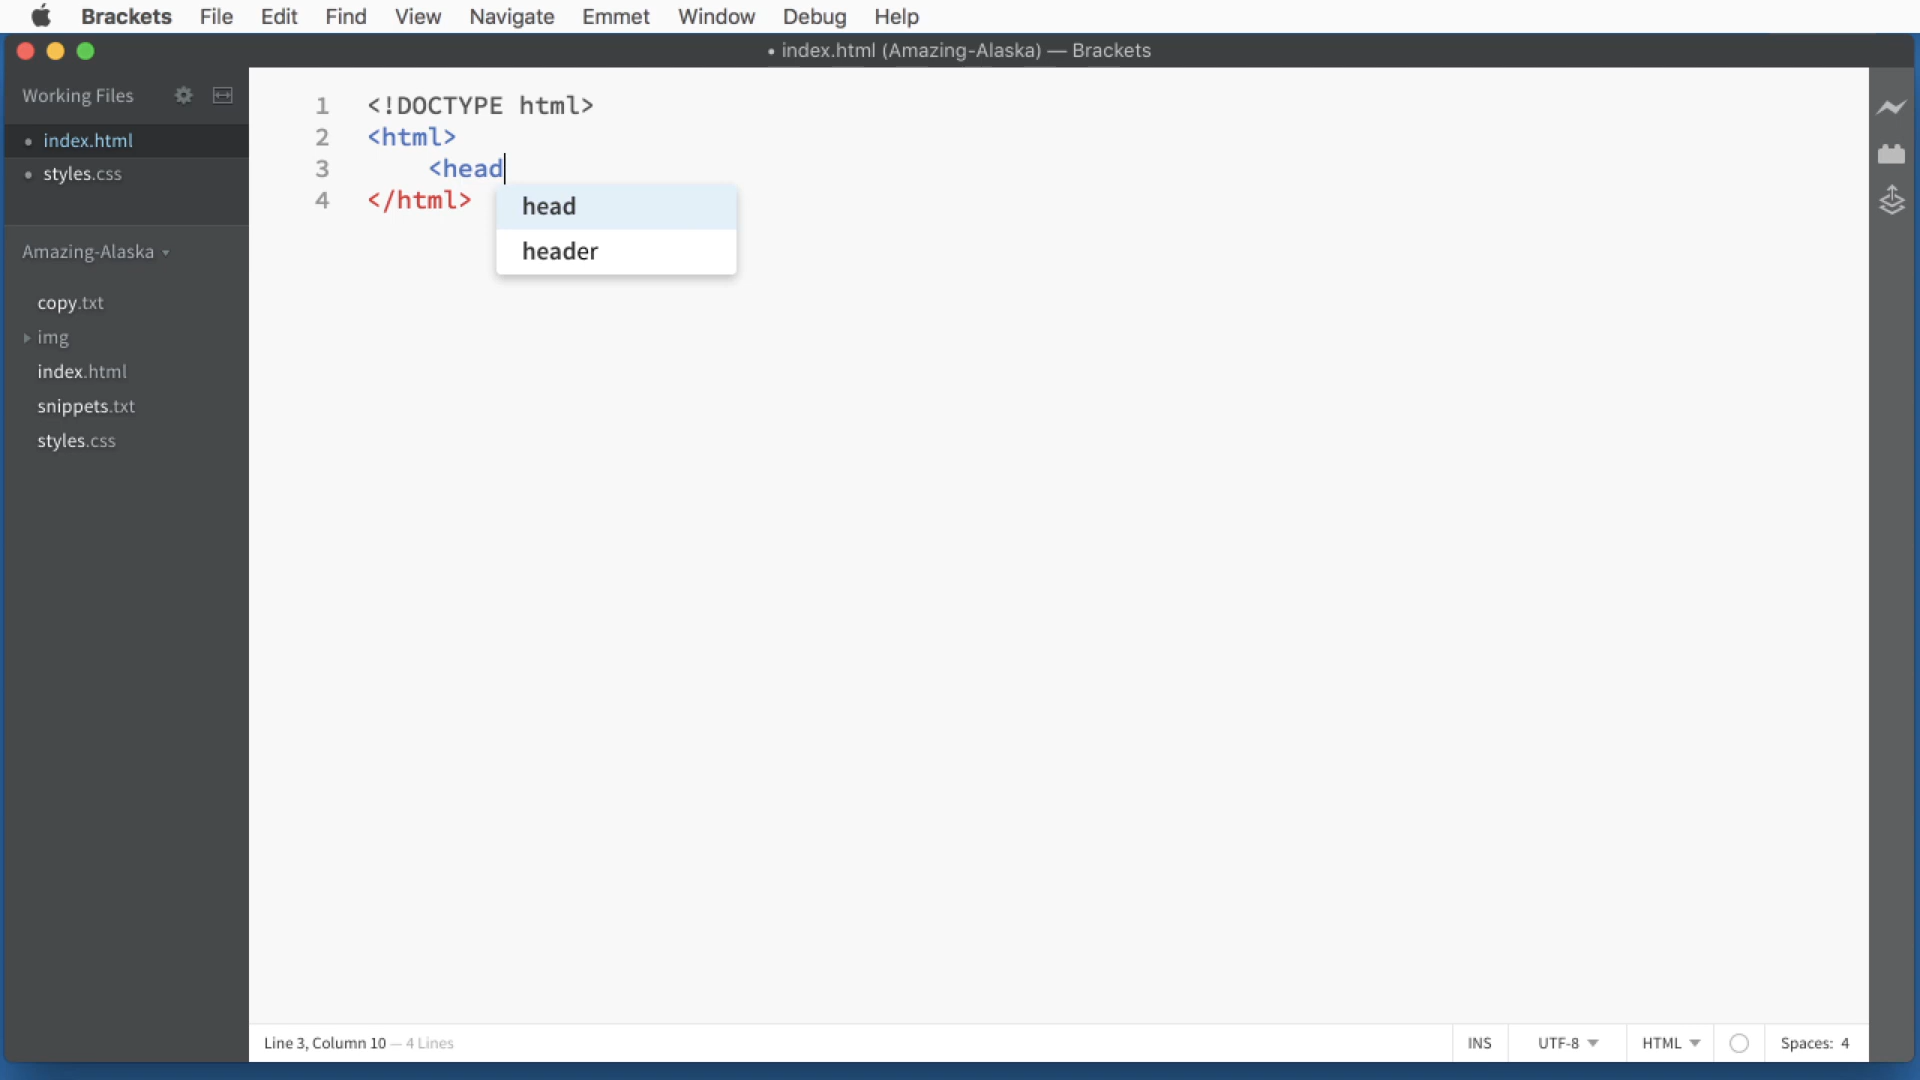 Brackets File Edit Find View Navigate Emmet Window Debug Help
• index.html (Amazing-Alaska) — Brackets
Working Files
• index.html
• styles.css
Amazing-Alaska
copy.txt
img
index.html
snippets.txt
styles.css
1 <!DOCTYPE html>
2 <html>
3 <head
4 </html>
head
header
Line 3, Column 10 — 4 Lines
INS UTF-8 HTML Spaces: 4